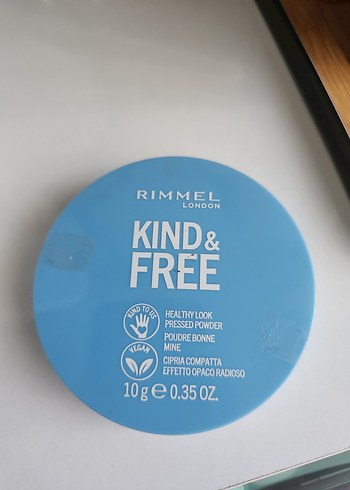 RIMMEL
LONDON
KIND &
FREE
KIND TO US
HEALTHY LOOK
PRESSED POWDER
POUDRE BONNE
MINE
VEGAN
CIPRIA COMPATTA
EFFETTO OPACO RADIOSO
10 g e 0.35 OZ.